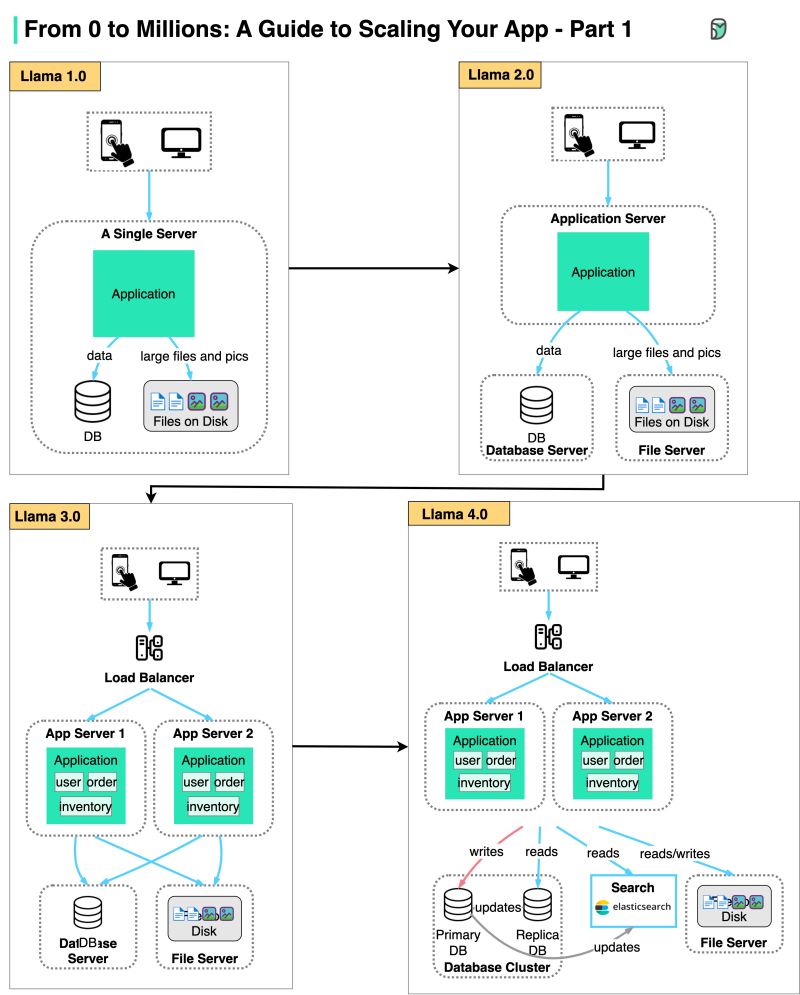 From 0 to Millions: A Guide to Scaling Your App - Part 1
Llama 1.0
A Single Server
Application
data
large files and pics
DB
Files on Disk
Llama 2.0
Application Server
Application
data
large files and pics
DB
Database Server
Files on Disk
File Server
Llama 3.0
Load Balancer
App Server 1
Application
user order
inventory
App Server 2
Application
user order
inventory
DB
Server
Disk
File Server
Llama 4.0
Load Balancer
App Server 1
Application
user order
inventory
App Server 2
Application
user order
inventory
writes
reads
reads
reads/writes
Primary
DB
updates
Replica
DB
Database Cluster
Search
elasticsearch
updates
Disk
File Server